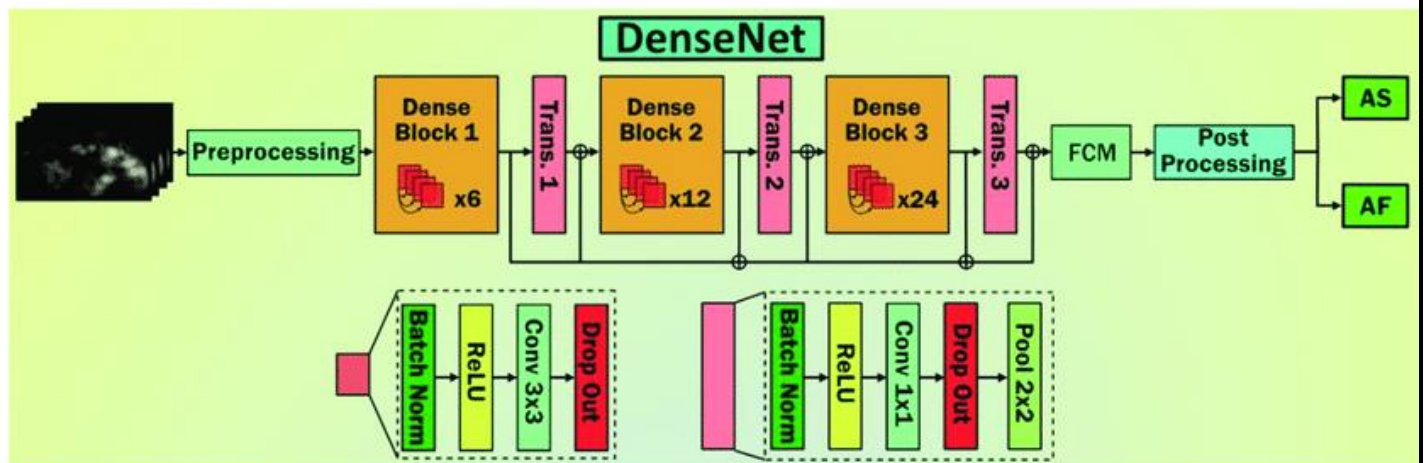 DenseNet
Preprocessing
Dense
Block 1
x6
Trans. 1
Dense
Block 2
x12
Trans. 2
Dense
Block 3
x24
Trans. 3
FCM
Post
Processing
AS
AF
Batch Norm
ReLU
Conv 3x3
Drop Out
Batch Norm
ReLU
Conv 1x1
Drop Out
Pool 2x2